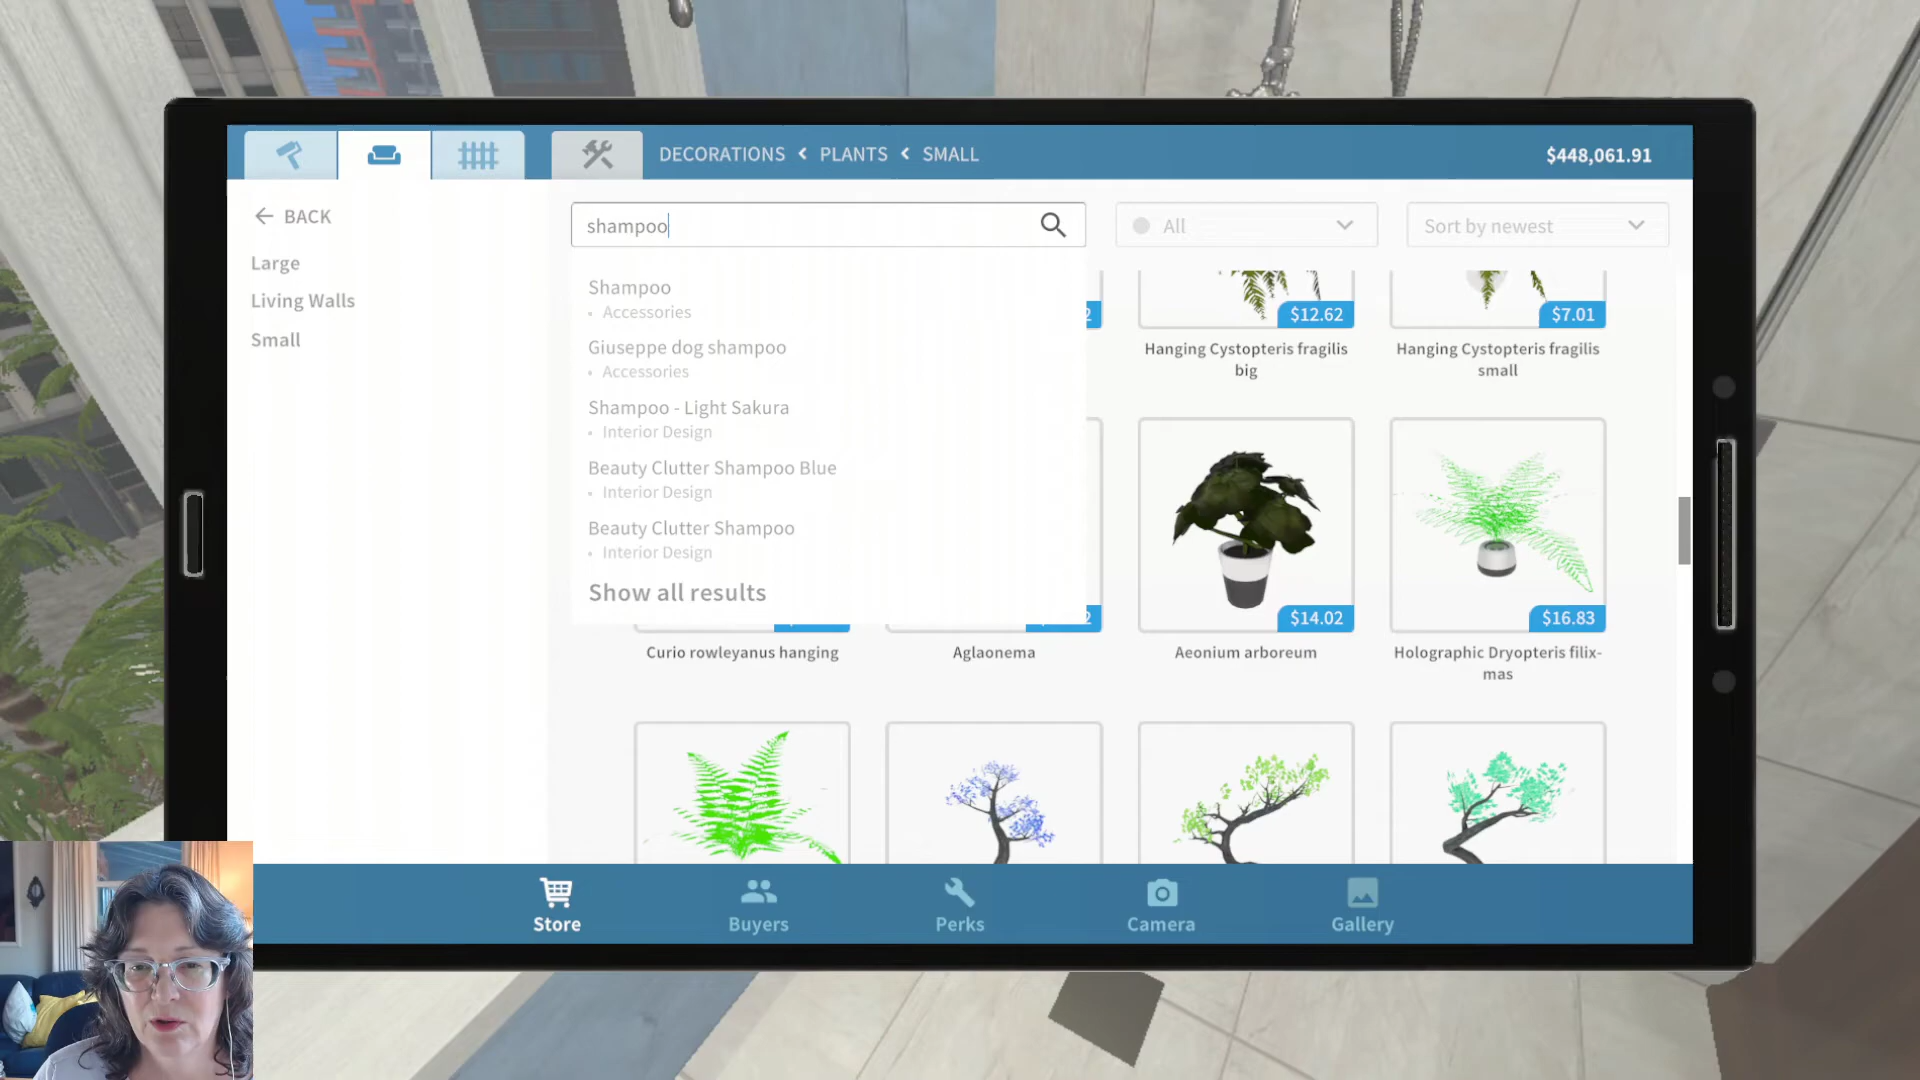 DECORATIONS < PLANTS < SMALL
$448,061.91
BACK
Large
Living Walls
Small
shampoo
All
Sort by newest
Shampoo
• Accessories
Giuseppe dog shampoo
• Accessories
Shampoo - Light Sakura
• Interior Design
Beauty Clutter Shampoo Blue
• Interior Design
Beauty Clutter Shampoo
• Interior Design
Show all results
$12.62
$7.01
Hanging Cystopteris fragilis
big
Hanging Cystopteris fragilis
small
$14.02
$16.83
Curio rowleyanus hanging
Aglaonema
Aeonium arboreum
Holographic Dryopteris filix-
mas
Store
Buyers
Perks
Camera
Gallery